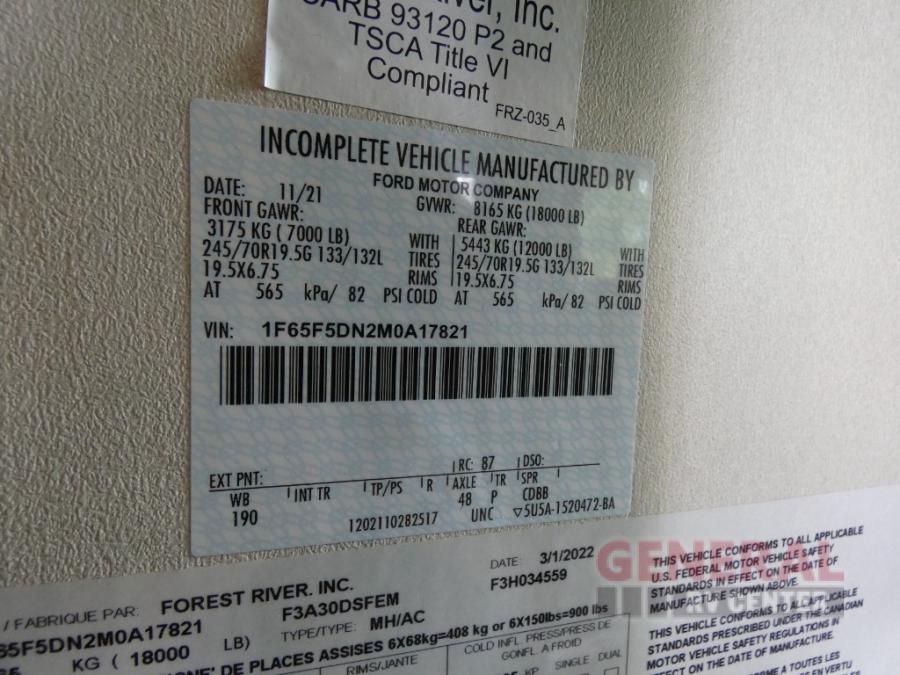 River, Inc.
CARB 93120 P2 and
TSCA Title VI
Compliant
FRZ-035_A
INCOMPLETE VEHICLE MANUFACTURED BY
FORD MOTOR COMPANY
DATE: 11/21 GVWR: 8165 KG (18000 LB)
FRONT GAWR: REAR GAWR:
3175 KG ( 7000 LB) WITH 5443 KG (12000 LB) WITH
245/70R19.5G 133/132L TIRES 245/70R19.5G 133/132L TIRES
19.5X6.75 RIMS 19.5X6.75 RIMS
AT 565 kPa/ 82 PSI COLD AT 565 kPa/ 82 PSI COLD
VIN: 1F65F5DN2M0A17821
EXT PNT: RC: 87 DSO:
WB INT TR TP/PS R AXLE TR SPR
190 48 P CDBB
1202110282517 UNC ▽5U5A-1520472-BA
GENERAL
RV CENTER
/ FABRIQUE PAR: FOREST RIVER, INC. DATE: 3/1/2022
F3A30DSFEM F3H034559
65F5DN2M0A17821 TYPE/TYPE: MH/AC
KG ( 18000 LB)
DE PLACES ASSISES 6X68kg=408 kg or 6X150lbs=900 lbs
RIMS/JANTE COLD INFL. PRESS/PRESS DE
GONFL. A FROID
SINGLE DUAL
THIS VEHICLE CONFORMS TO ALL APPLICABLE
U.S. FEDERAL MOTOR VEHICLE SAFETY
STANDARDS IN EFFECT ON THE DATE OF
MANUFACTURE SHOWN ABOVE.
THIS VEHICLE CONFORMS TO ALL APPLICABLE
STANDARDS PRESCRIBED UNDER THE CANADIAN
MOTOR VEHICLE SAFETY REGULATIONS IN
EFFECT ON THE DATE OF MANUFACTURE.
A TOUTES LES
EN VERTU